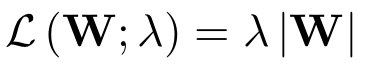 ℒ (𝐖; λ) = λ |𝐖|